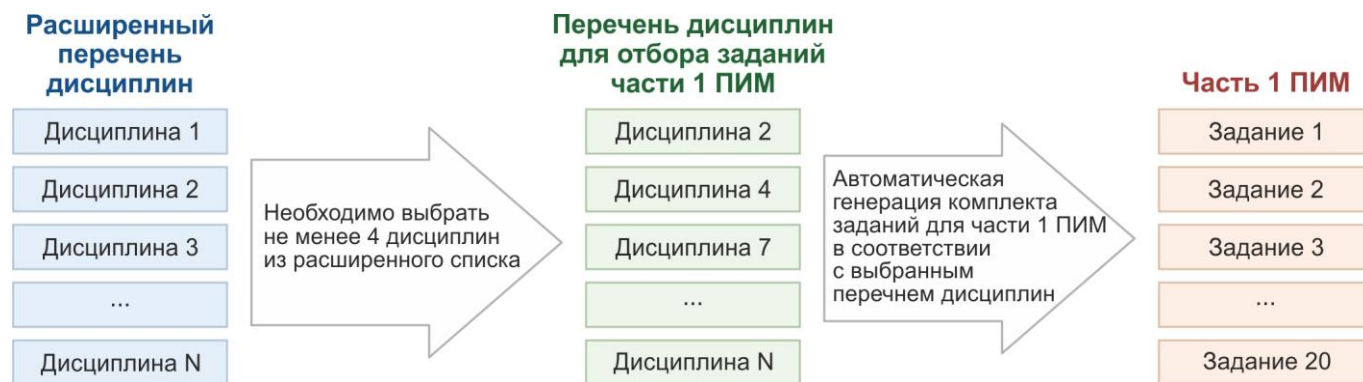 Расширенный
перечень
дисциплин
Дисциплина 1
Дисциплина 2
Дисциплина 3
...
Дисциплина N
Необходимо выбрать
не менее 4 дисциплин
из расширенного списка
Перечень дисциплин
для отбора заданий
части 1 ПИМ
Дисциплина 2
Дисциплина 4
Дисциплина 7
...
Дисциплина N
Автоматическая
генерация комплекта
заданий для части 1 ПИМ
в соответствии
с выбранным
перечнем дисциплин
Часть 1 ПИМ
Задание 1
Задание 2
Задание 3
...
Задание 20